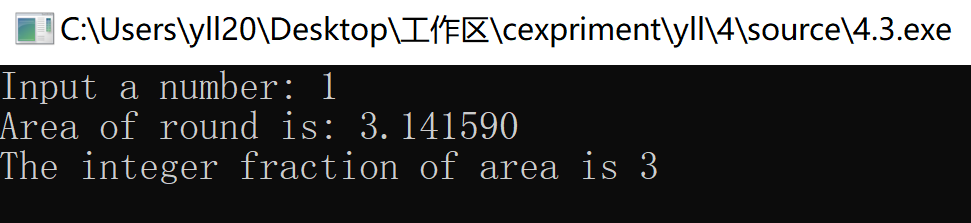 C:\Users\yll20\Desktop\工作区\cexpriment\yll\4\source\4.3.exe
Input a number: 1
Area of round is: 3.141590
The integer fraction of area is 3